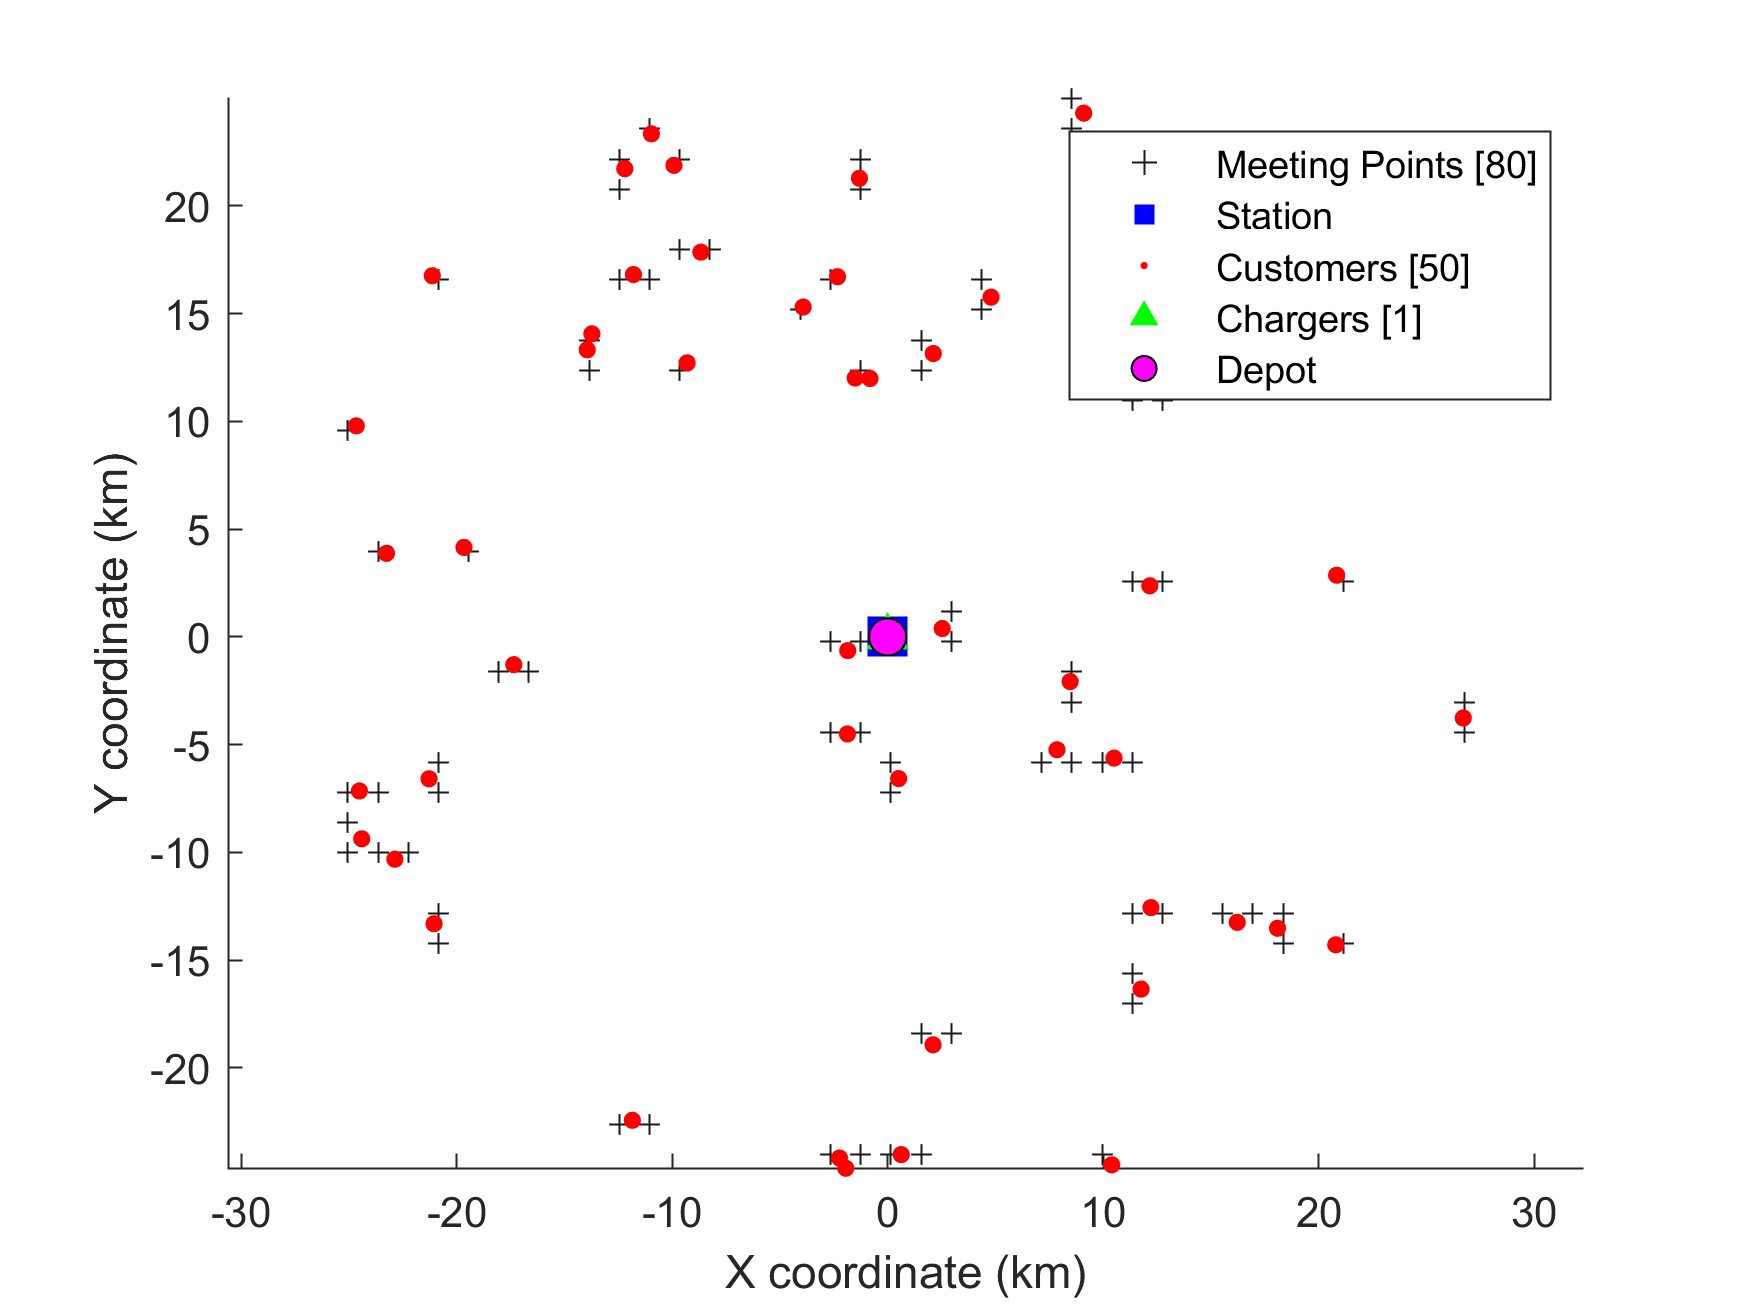 Meeting Points [80]
Station
Customers [50]
Chargers [1]
Depot
20
15
10
5
0
-5
-10
-15
-20
Y coordinate (km)
-30 -20 -10 0 10 20 30
X coordinate (km)